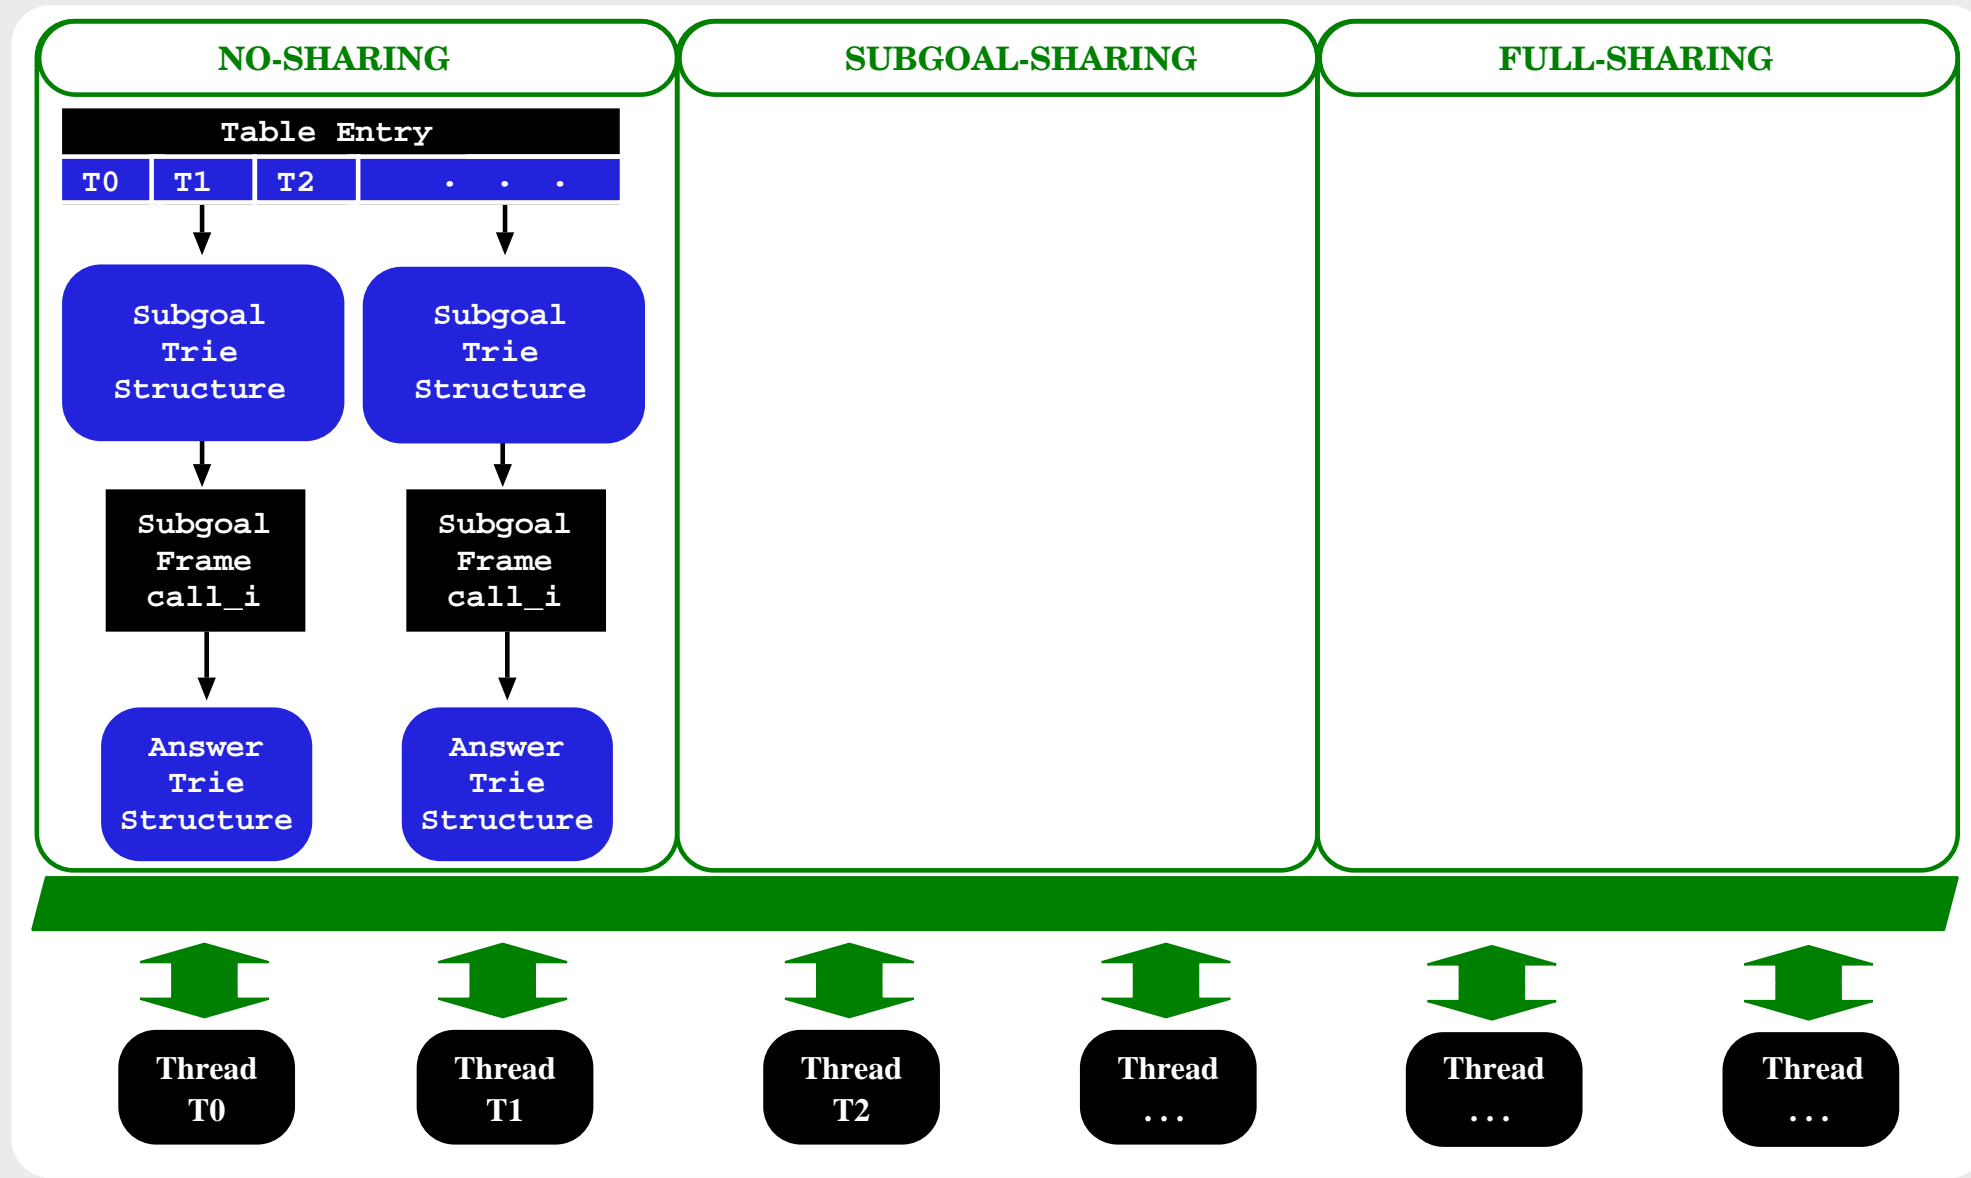 NO-SHARING
SUBGOAL-SHARING
FULL-SHARING
Table Entry
T0 T1 T2 . . .
Subgoal
Trie
Structure
Subgoal
Trie
Structure
Subgoal
Frame
call_i
Subgoal
Frame
call_i
Answer
Trie
Structure
Answer
Trie
Structure
Thread
T0
Thread
T1
Thread
T2
Thread
...
Thread
...
Thread
...